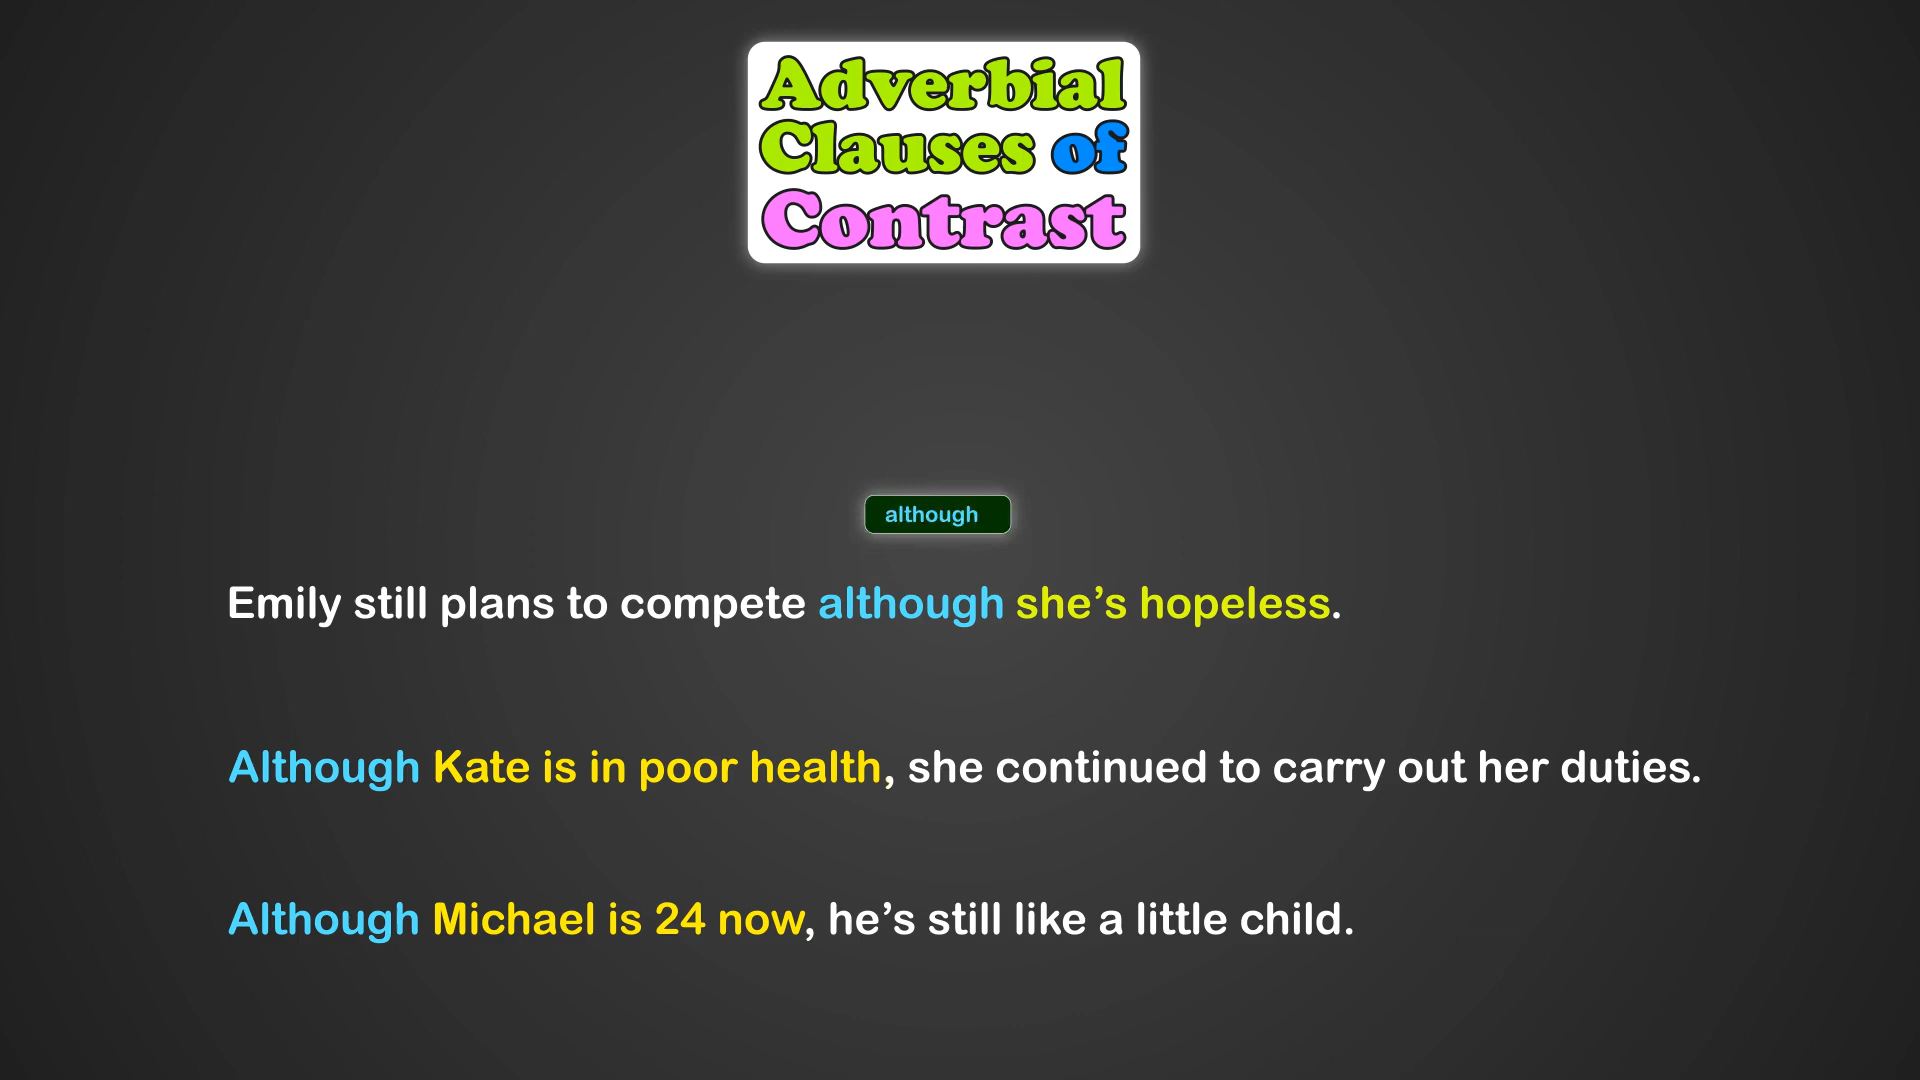 Adverbial
Clauses of
Contrast
although
Emily still plans to compete although she’s hopeless.
Although Kate is in poor health, she continued to carry out her duties.
Although Michael is 24 now, he’s still like a little child.